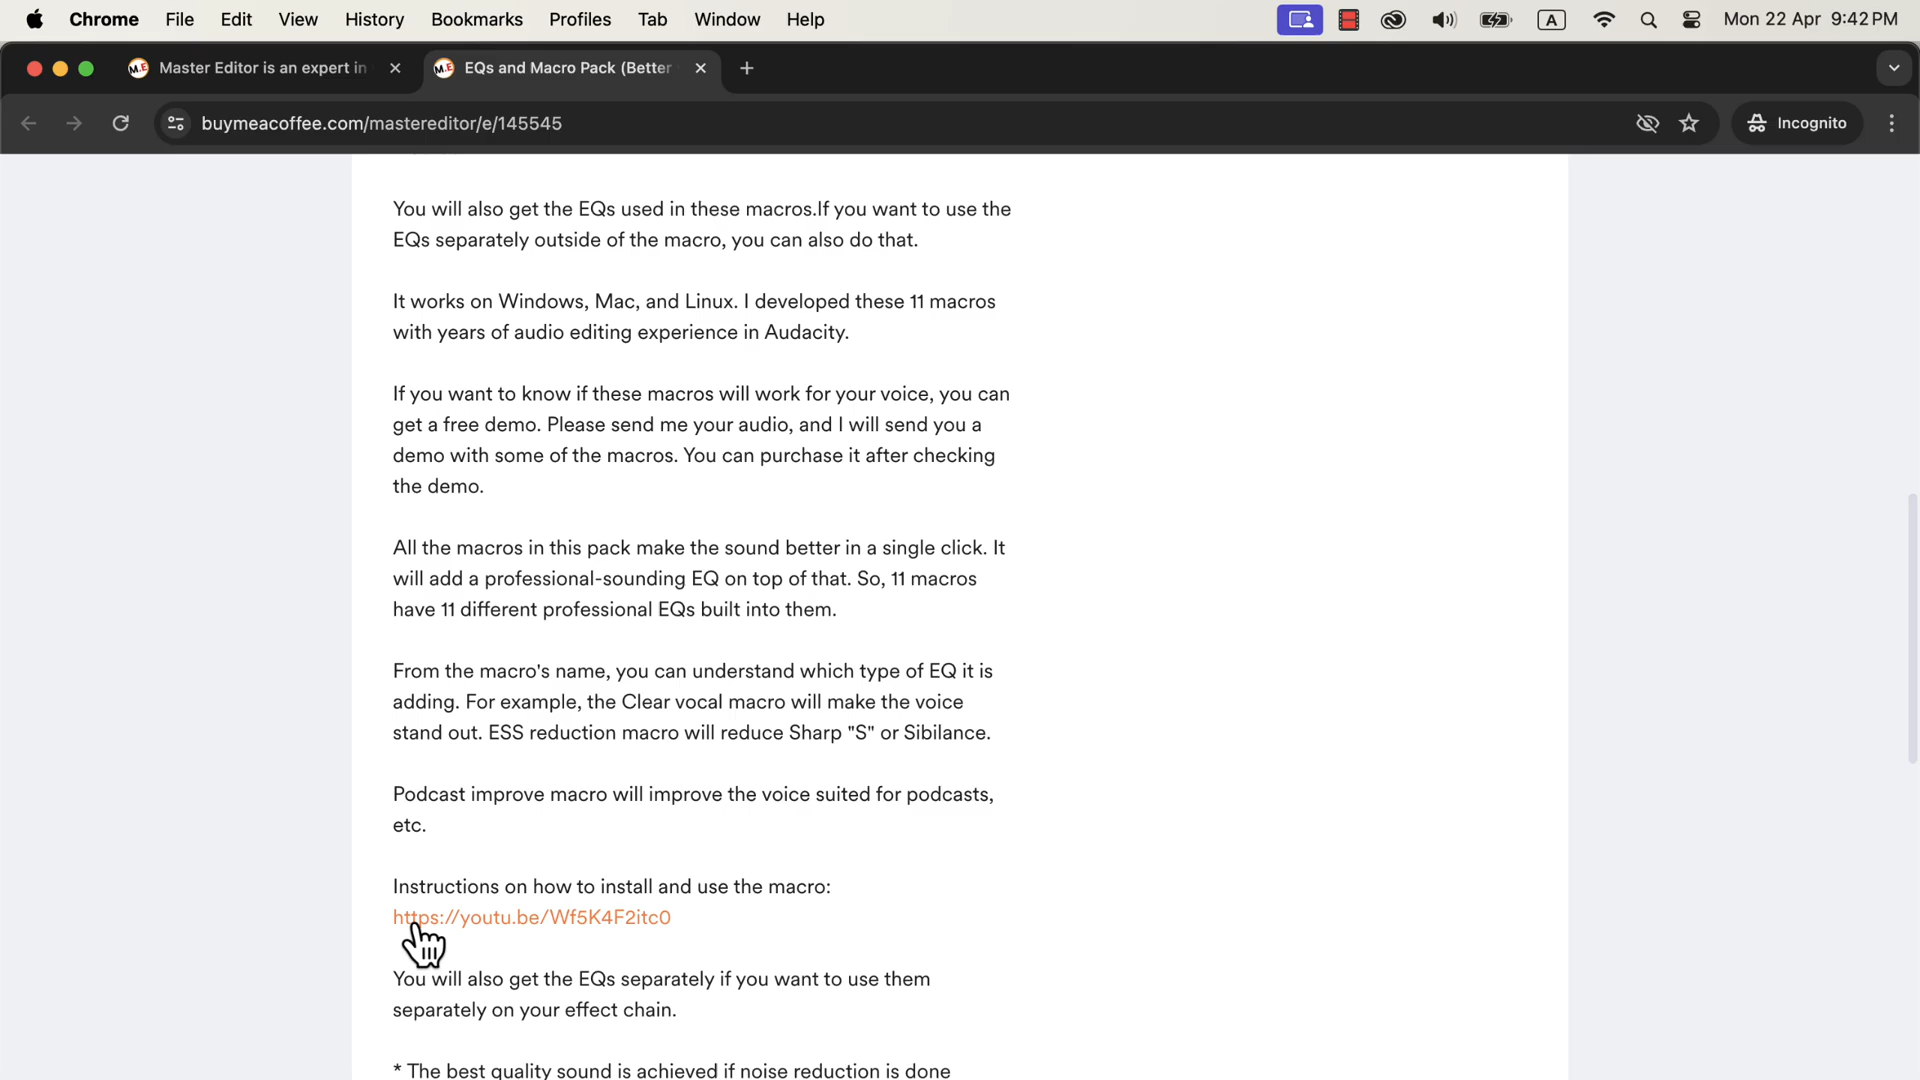 Chrome File Edit View History Bookmarks Profiles Tab Window Help A Mon 22 Apr 9:42 PM
M.E Master Editor is an expert in M.E EQs and Macro Pack (Better
buymeacoffee.com/mastereditor/e/145545 Incognito
You will also get the EQs used in these macros.If you want to use the
EQs separately outside of the macro, you can also do that.
It works on Windows, Mac, and Linux. I developed these 11 macros
with years of audio editing experience in Audacity.
If you want to know if these macros will work for your voice, you can
get a free demo. Please send me your audio, and I will send you a
demo with some of the macros. You can purchase it after checking
the demo.
All the macros in this pack make the sound better in a single click. It
will add a professional-sounding EQ on top of that. So, 11 macros
have 11 different professional EQs built into them.
From the macro's name, you can understand which type of EQ it is
adding. For example, the Clear vocal macro will make the voice
stand out. ESS reduction macro will reduce Sharp "S" or Sibilance.
Podcast improve macro will improve the voice suited for podcasts,
etc.
Instructions on how to install and use the macro:
https://youtu.be/Wf5K4F2itc0
You will also get the EQs separately if you want to use them
separately on your effect chain.
* The best quality sound is achieved if noise reduction is done